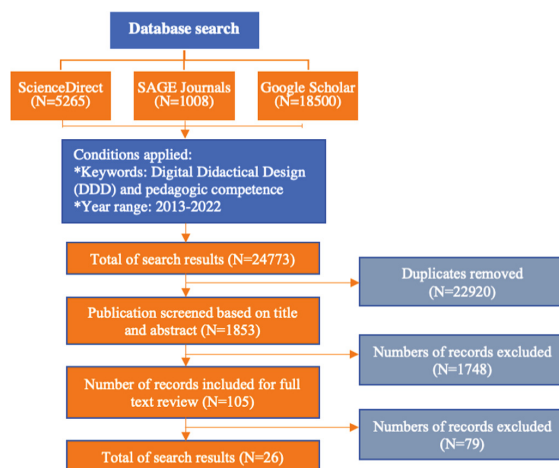 Database search
ScienceDirect
(N=5265)
SAGE Journals
(N=1008)
Google Scholar
(N=18500)
Conditions applied:
*Keywords: Digital Didactical Design
(DDD) and pedagogic competence
*Year range: 2013-2022
Total of search results (N=24773)
Duplicates removed
(N=22920)
Publication screened based on title
and abstract (N=1853)
Numbers of records excluded
(N=1748)
Number of records included for full
text review (N=105)
Numbers of records excluded
(N=79)
Total of search results (N=26)